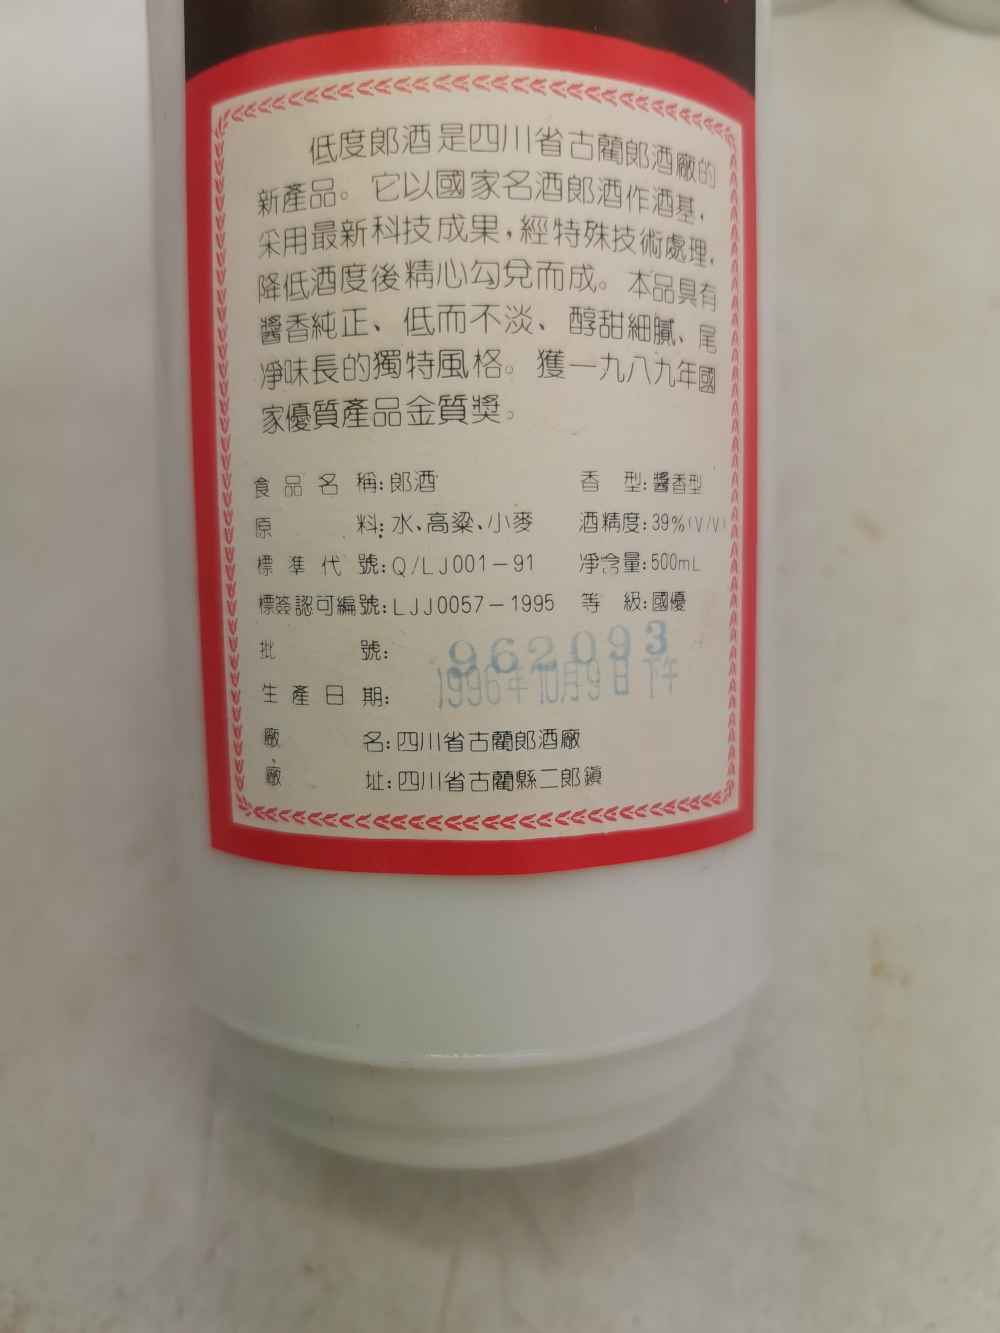 低度郎酒是四川省古藺郎酒廠的
新產品。它以國家名酒郎酒作酒基，
采用最新科技成果，經特殊技術處理，
降低酒度後精心勾兌而成。本品具有
醬香純正、低而不淡、醇甜細膩、尾
凈味長的獨特風格。獲一九八九年國
家優質產品金質獎。
食品名稱：郎酒 香型：醬香型
原料：水、高粱、小麥 酒精度：39%(V/V)
標準代號：Q/LJ001-91 凈含量：500mL
標簽認可編號：LJJ0057-1995 等級：國優
批號：962093
生產日期：1996年10月9日 下午
廠名：四川省古藺郎酒廠
廠址：四川省古藺縣二郎鎮